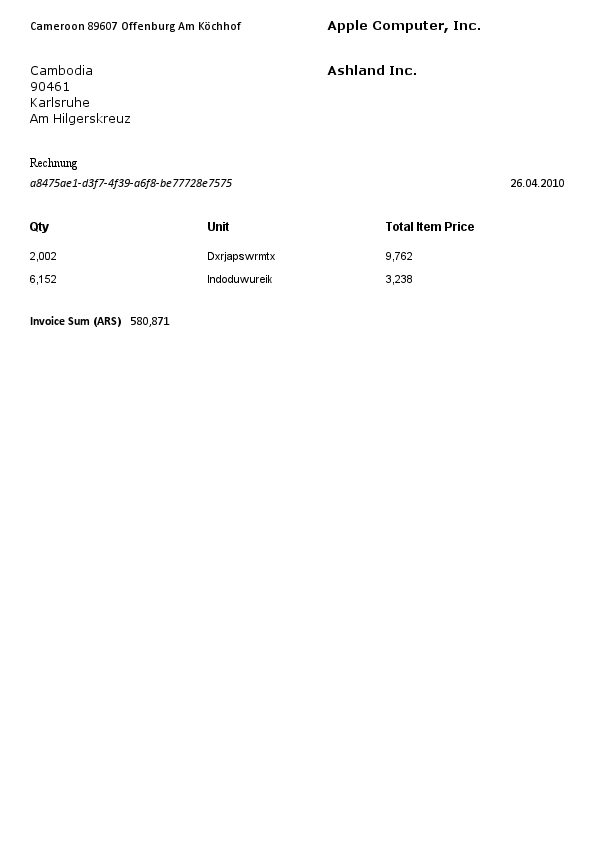 Cameroon 89607 Offenburg Am Köchhof Apple Computer, Inc.
Cambodia Ashland Inc.
90461
Karlsruhe
Am Hilgerskreuz
Rechnung
a8475ae1-d3f7-4f39-a6f8-be77728e7575 26.04.2010
Qty Unit Total Item Price
2,002 Dxrjapswrmtx 9,762
6,152 Indoduwureik 3,238
Invoice Sum (ARS) 580,871